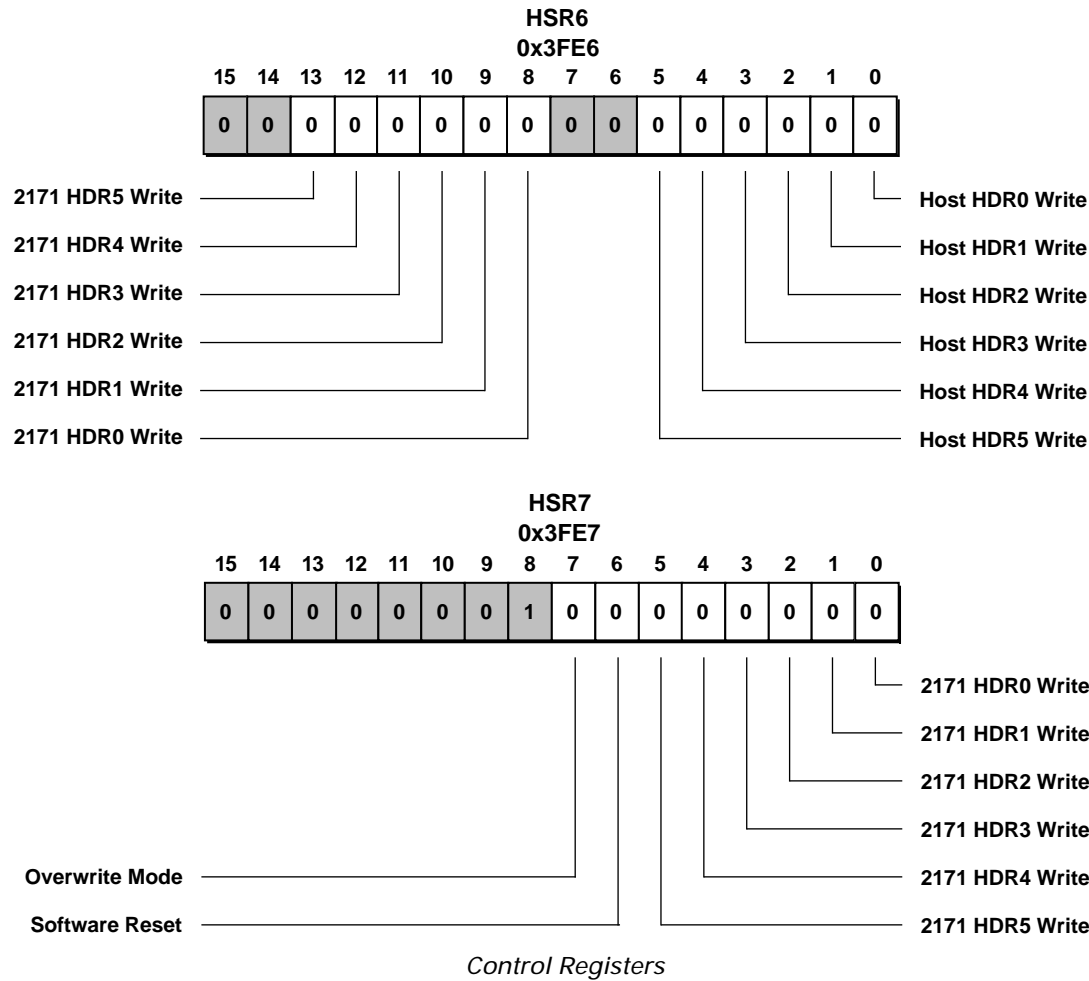 HSR6
0x3FE6
15 14 13 12 11 10 9 8 7 6 5 4 3 2 1 0
0 0 0 0 0 0 0 0 0 0 0 0 0 0 0 0
2171 HDR5 Write Host HDR0 Write
2171 HDR4 Write Host HDR1 Write
2171 HDR3 Write Host HDR2 Write
2171 HDR2 Write Host HDR3 Write
2171 HDR1 Write Host HDR4 Write
2171 HDR0 Write Host HDR5 Write
HSR7
0x3FE7
15 14 13 12 11 10 9 8 7 6 5 4 3 2 1 0
0 0 0 0 0 0 0 1 0 0 0 0 0 0 0 0
2171 HDR0 Write
2171 HDR1 Write
2171 HDR2 Write
2171 HDR3 Write
Overwrite Mode 2171 HDR4 Write
Software Reset 2171 HDR5 Write
Control Registers